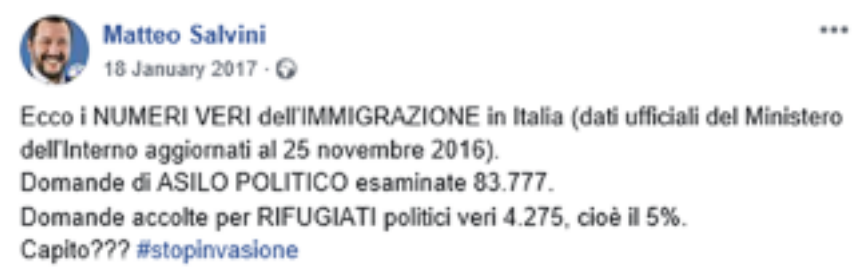 Matteo Salvini
18 January 2017 ·
Ecco i NUMERI VERI dell'IMMIGRAZIONE in Italia (dati ufficiali del Ministero
dell'Interno aggiornati al 25 novembre 2016).
Domande di ASILO POLITICO esaminate 83.777.
Domande accolte per RIFUGIATI politici veri 4.275, cioè il 5%.
Capito??? #stopinvasione